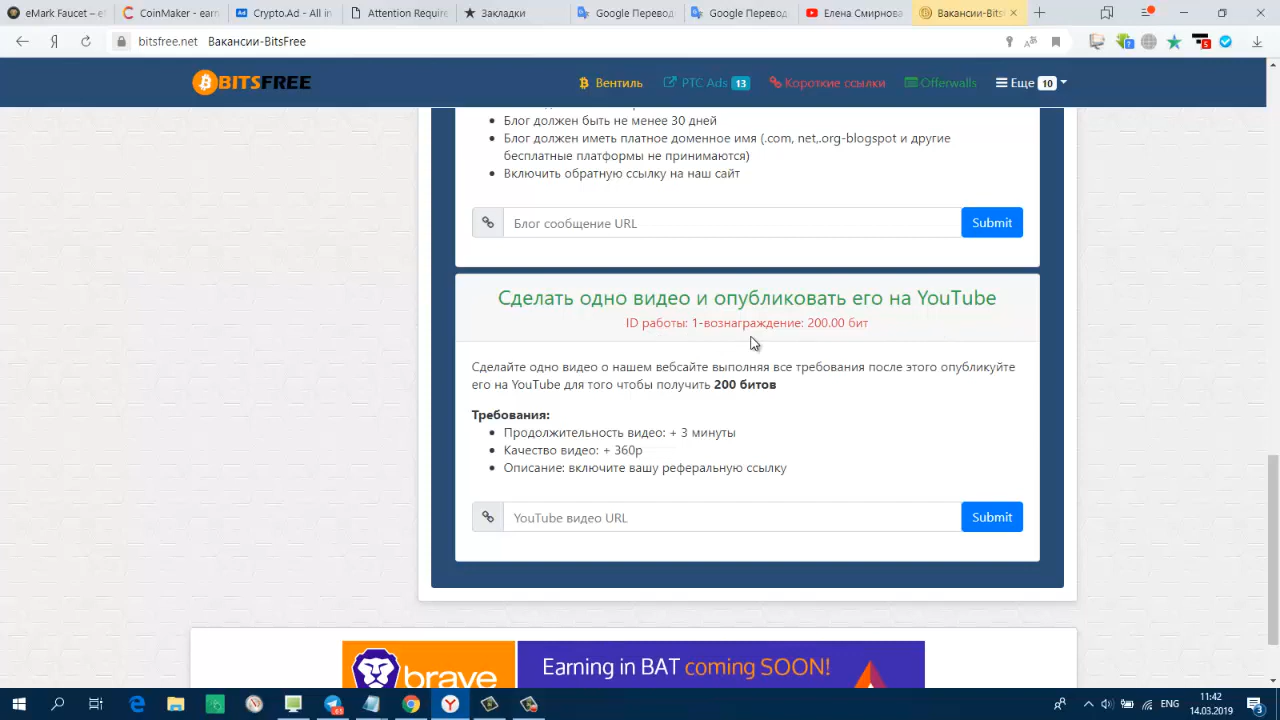 eMark Faucet – et
CoinMaker - earn
CryptoAd - All in
Attention Require
Закладки
Google Перевод
Google Перевод
Елена Смирнова
Вакансии-BitsF
bitsfree.net Вакансии-BitsFree
BITSFREE
Вентиль
PTC Ads 13
Короткие ссылки
Offerwalls
Еще 10
Блог должен быть не менее 30 дней
Блог должен иметь платное доменное имя (.com, net,.org-blogspot и другие
бесплатные платформы не принимаются)
Включить обратную ссылку на наш сайт
Блог сообщение URL
Submit
Сделать одно видео и опубликовать его на YouTube
ID работы: 1-вознаграждение: 200.00 бит
Сделайте одно видео о нашем вебсайте выполняя все требования после этого опубликуйте
его на YouTube для того чтобы получить 200 битов
Требования:
Продолжительность видео: + 3 минуты
Качество видео: + 360p
Описание: включите вашу реферальную ссылку
YouTube видео URL
Submit
brave
Earning in BAT coming SOON!
ENG
11:42
14.03.2019